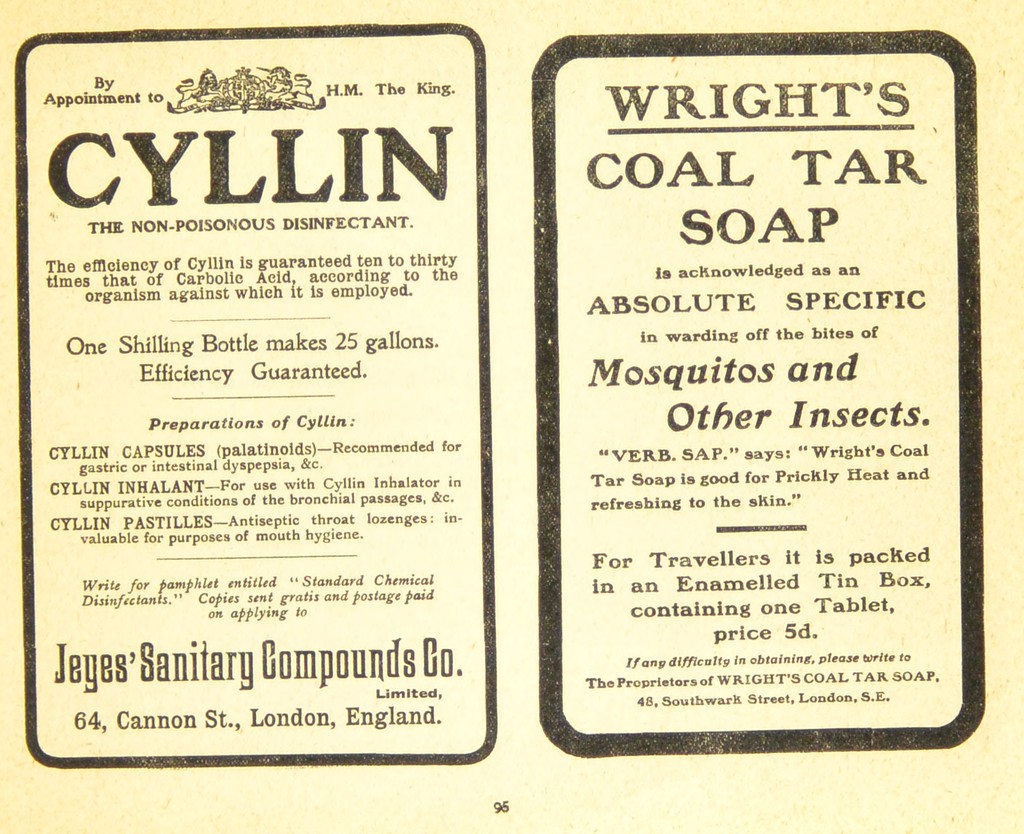 By
Appointment to H.M. The King.
CYLLIN
THE NON-POISONOUS DISINFECTANT.
The efficiency of Cyllin is guaranteed ten to thirty
times that of Carbolic Acid, according to the
organism against which it is employed.
One Shilling Bottle makes 25 gallons.
Efficiency Guaranteed.
Preparations of Cyllin:
CYLLIN CAPSULES (palatinoids)—Recommended for
gastric or intestinal dyspepsia, &c.
CYLLIN INHALANT—For use with Cyllin Inhalator in
suppurative conditions of the bronchial passages, &c.
CYLLIN PASTILLES—Antiseptic throat lozenges: in-
valuable for purposes of mouth hygiene.
Write for pamphlet entitled "Standard Chemical
Disinfectants." Copies sent gratis and postage paid
on applying to
Jeyes' Sanitary Compounds Co.
Limited,
64, Cannon St., London, England.
WRIGHT'S
COAL TAR
SOAP
is acknowledged as an
ABSOLUTE SPECIFIC
in warding off the bites of
Mosquitos and
Other Insects.
"VERB. SAP." says: "Wright's Coal
Tar Soap is good for Prickly Heat and
refreshing to the skin."
For Travellers it is packed
in an Enamelled Tin Box,
containing one Tablet,
price 5d.
If any difficulty in obtaining, please write to
The Proprietors of WRIGHT'S COAL TAR SOAP,
48, Southwark Street, London, S.E.
95